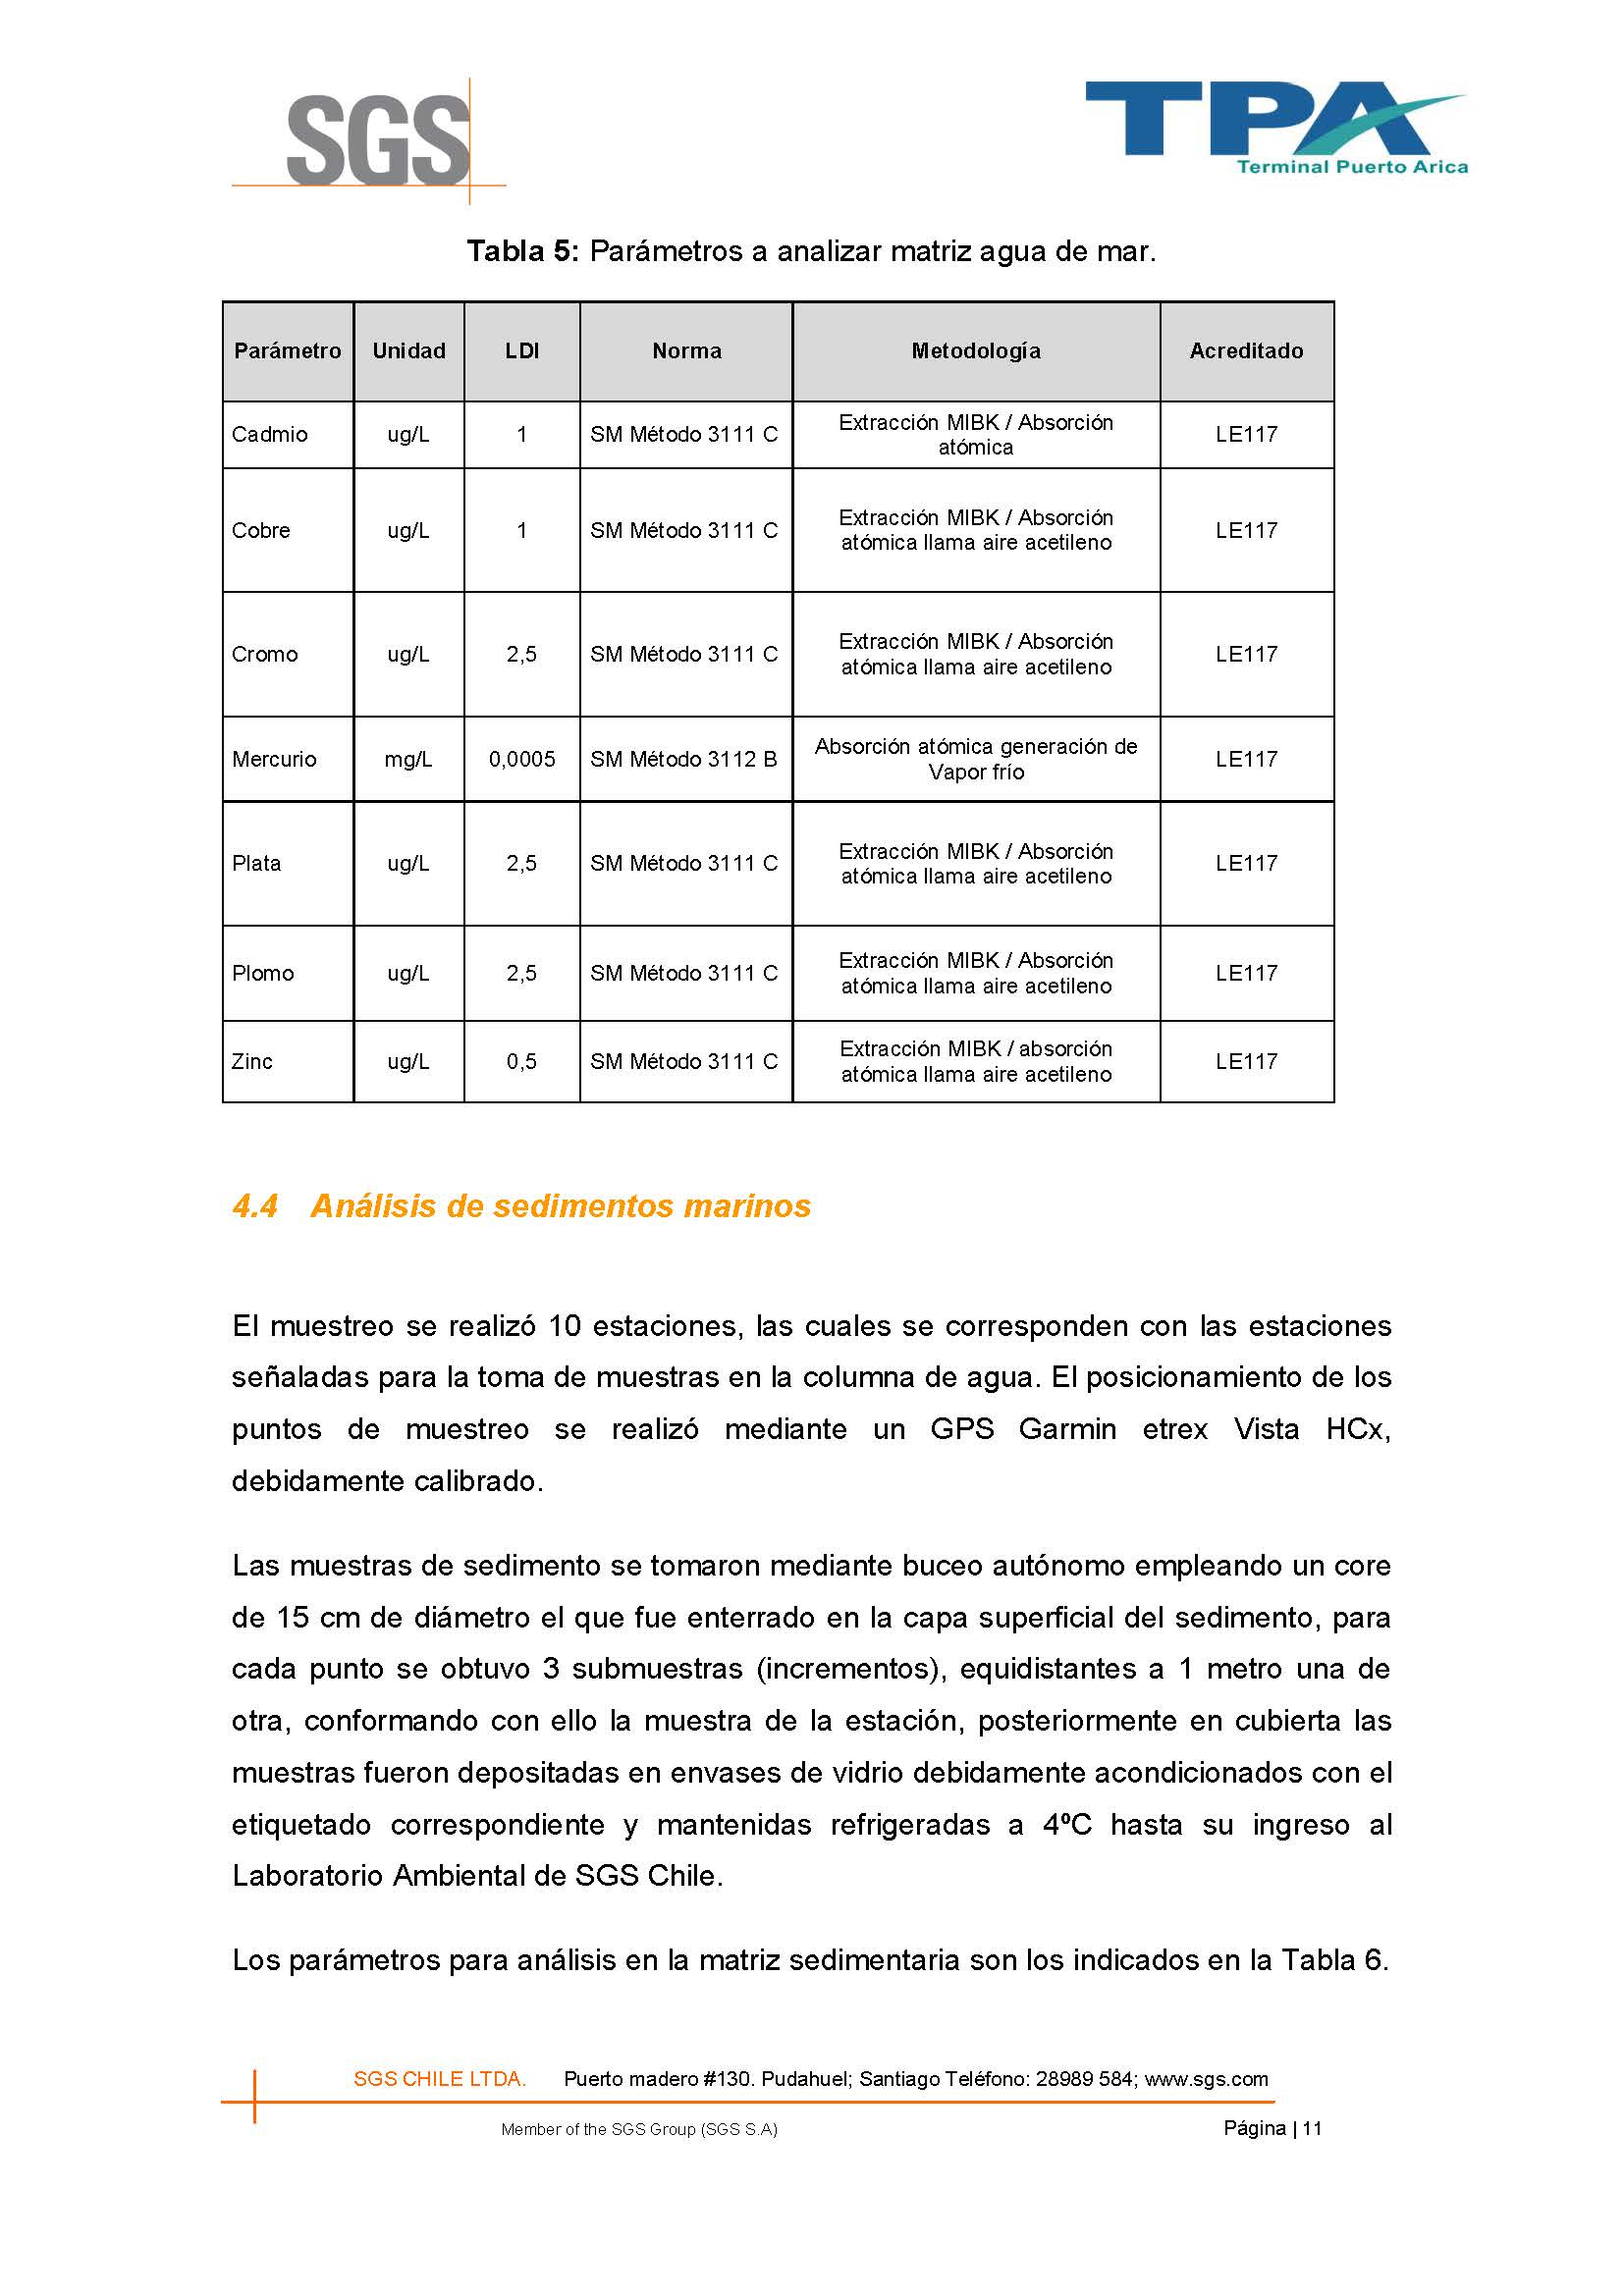 SGS
TPA
Terminal Puerto Arica
Tabla 5: Parámetros a analizar matriz agua de mar.
Parámetro Unidad LDI Norma Metodología Acreditado
Cadmio ug/L 1 SM Método 3111 C Extracción MIBK / Absorción
atómica LE117
Cobre ug/L 1 SM Método 3111 C Extracción MIBK / Absorción
atómica llama aire acetileno LE117
Cromo ug/L 2,5 SM Método 3111 C Extracción MIBK / Absorción
atómica llama aire acetileno LE117
Mercurio mg/L 0,0005 SM Método 3112 B Absorción atómica generación de
Vapor frío LE117
Plata ug/L 2,5 SM Método 3111 C Extracción MIBK / Absorción
atómica llama aire acetileno LE117
Plomo ug/L 2,5 SM Método 3111 C Extracción MIBK / Absorción
atómica llama aire acetileno LE117
Zinc ug/L 0,5 SM Método 3111 C Extracción MIBK / absorción
atómica llama aire acetileno LE117
4.4 Análisis de sedimentos marinos
El muestreo se realizó 10 estaciones, las cuales se corresponden con las estaciones
señaladas para la toma de muestras en la columna de agua. El posicionamiento de los
puntos de muestreo se realizó mediante un GPS Garmin etrex Vista HCx,
debidamente calibrado.
Las muestras de sedimento se tomaron mediante buceo autónomo empleando un core
de 15 cm de diámetro el que fue enterrado en la capa superficial del sedimento, para
cada punto se obtuvo 3 submuestras (incrementos), equidistantes a 1 metro una de
otra, conformando con ello la muestra de la estación, posteriormente en cubierta las
muestras fueron depositadas en envases de vidrio debidamente acondicionados con el
etiquetado correspondiente y mantenidas refrigeradas a 4ºC hasta su ingreso al
Laboratorio Ambiental de SGS Chile.
Los parámetros para análisis en la matriz sedimentaria son los indicados en la Tabla 6.
SGS CHILE LTDA. Puerto madero #130. Pudahuel; Santiago Teléfono: 28989 584; www.sgs.com
Member of the SGS Group (SGS S.A) Página | 11